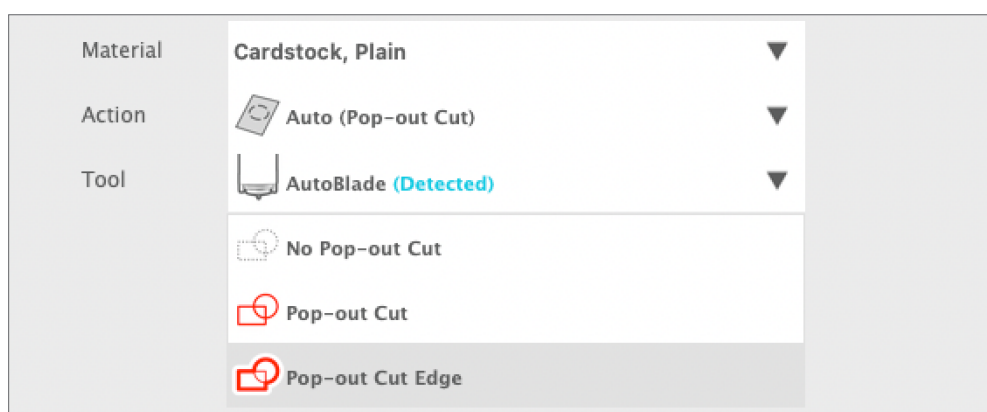 Material Cardstock, Plain
Action Auto (Pop-out Cut)
Tool AutoBlade (Detected)
No Pop-out Cut
Pop-out Cut
Pop-out Cut Edge